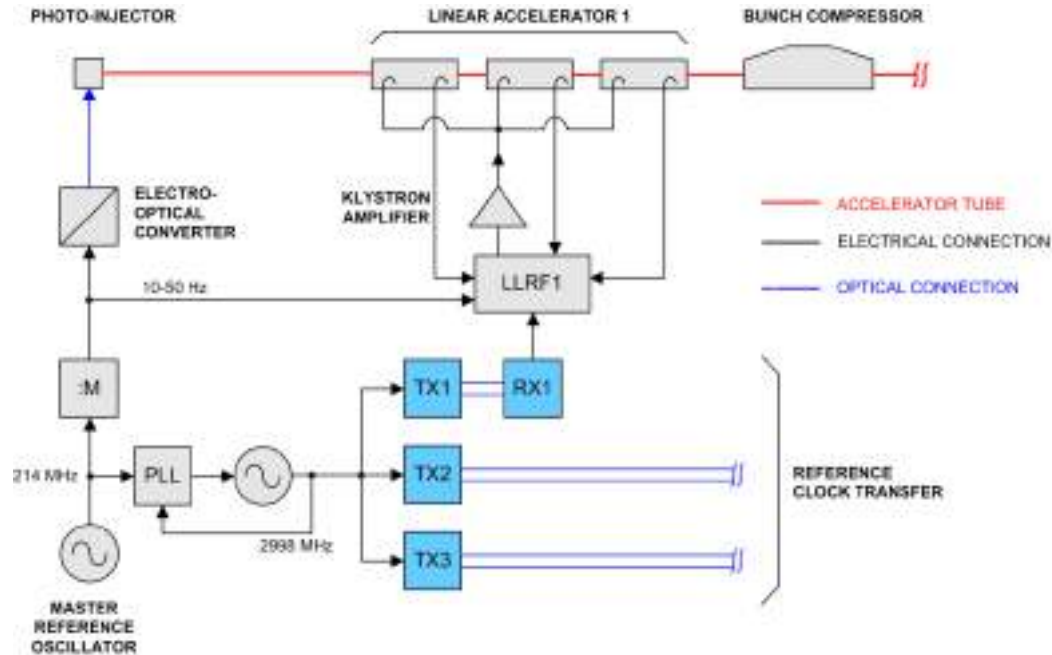 PHOTO-INJECTOR
LINEAR ACCELERATOR 1
BUNCH COMPRESSOR
ELECTRO-
OPTICAL
CONVERTER
KLYSTRON
AMPLIFIER
ACCELERATOR TUBE
ELECTRICAL CONNECTION
OPTICAL CONNECTION
10-50 Hz
LLRF1
:M
TX1
RX1
214 MHz
PLL
TX2
REFERENCE
CLOCK TRANSFER
2998 MHz
TX3
MASTER
REFERENCE
OSCILLATOR